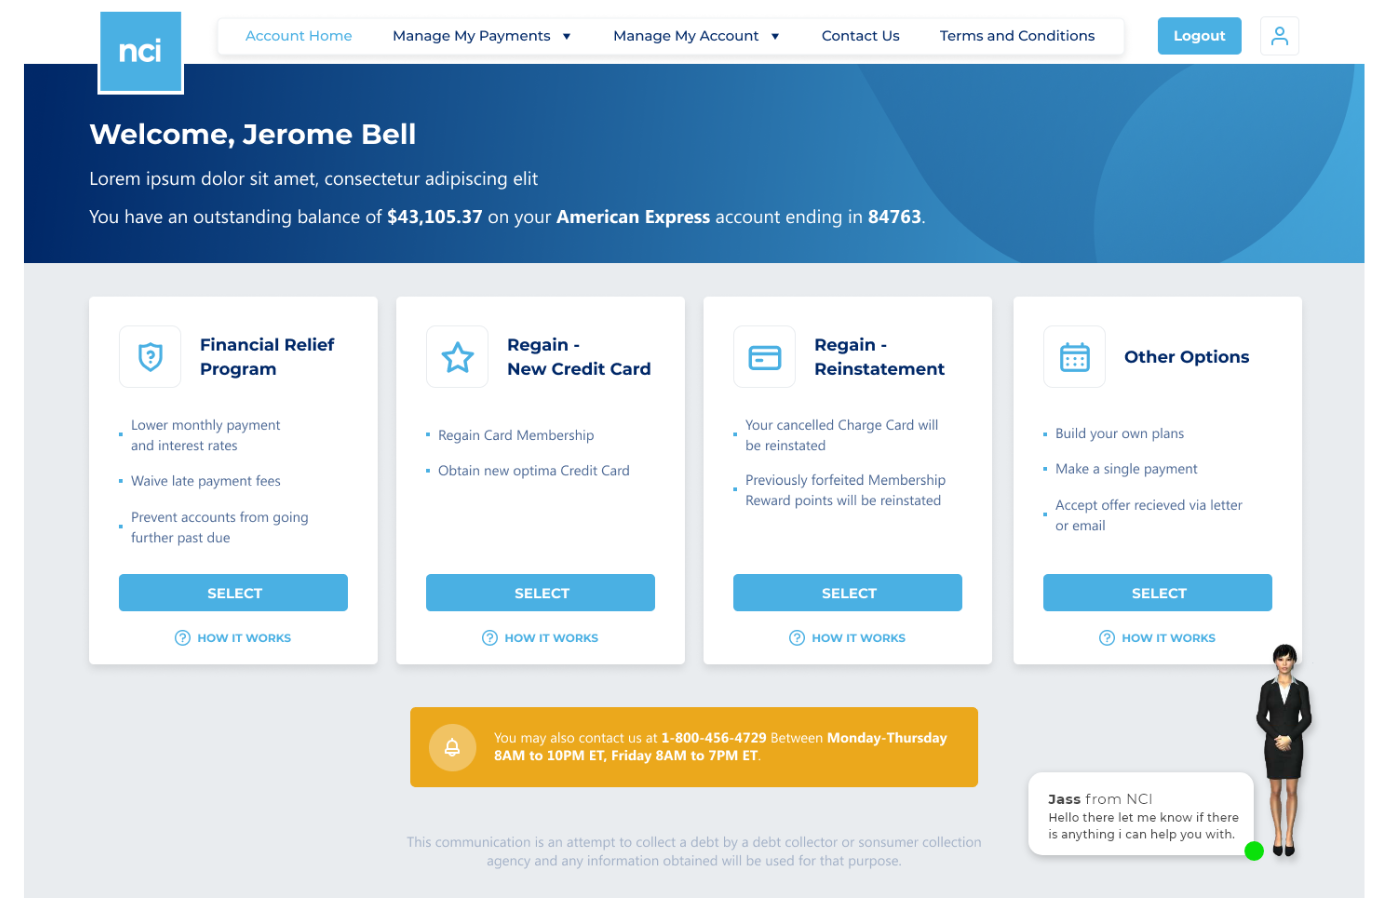 nci
Account Home
Manage My Payments
Manage My Account
Contact Us
Terms and Conditions
Logout
Welcome, Jerome Bell
Lorem ipsum dolor sit amet, consectetur adipiscing elit
You have an outstanding balance of $43,105.37 on your American Express account ending in 84763.
Financial Relief
Program
Lower monthly payment
and interest rates
Waive late payment fees
Prevent accounts from going
further past due
SELECT
? HOW IT WORKS
Regain -
New Credit Card
Regain Card Membership
Obtain new optima Credit Card
SELECT
? HOW IT WORKS
Regain -
Reinstatement
Your cancelled Charge Card will
be reinstated
Previously forfeited Membership
Reward points will be reinstated
SELECT
? HOW IT WORKS
Other Options
Build your own plans
Make a single payment
Accept offer recieved via letter
or email
SELECT
? HOW IT WORKS
You may also contact us at 1-800-456-4729 Between Monday-Thursday
8AM to 10PM ET, Friday 8AM to 7PM ET.
Jass from NCI
Hello there let me know if there
is anything i can help you with.
This communication is an attempt to collect a debt by a debt collector or sonsumer collection
agency and any information obtained will be used for that purpose.